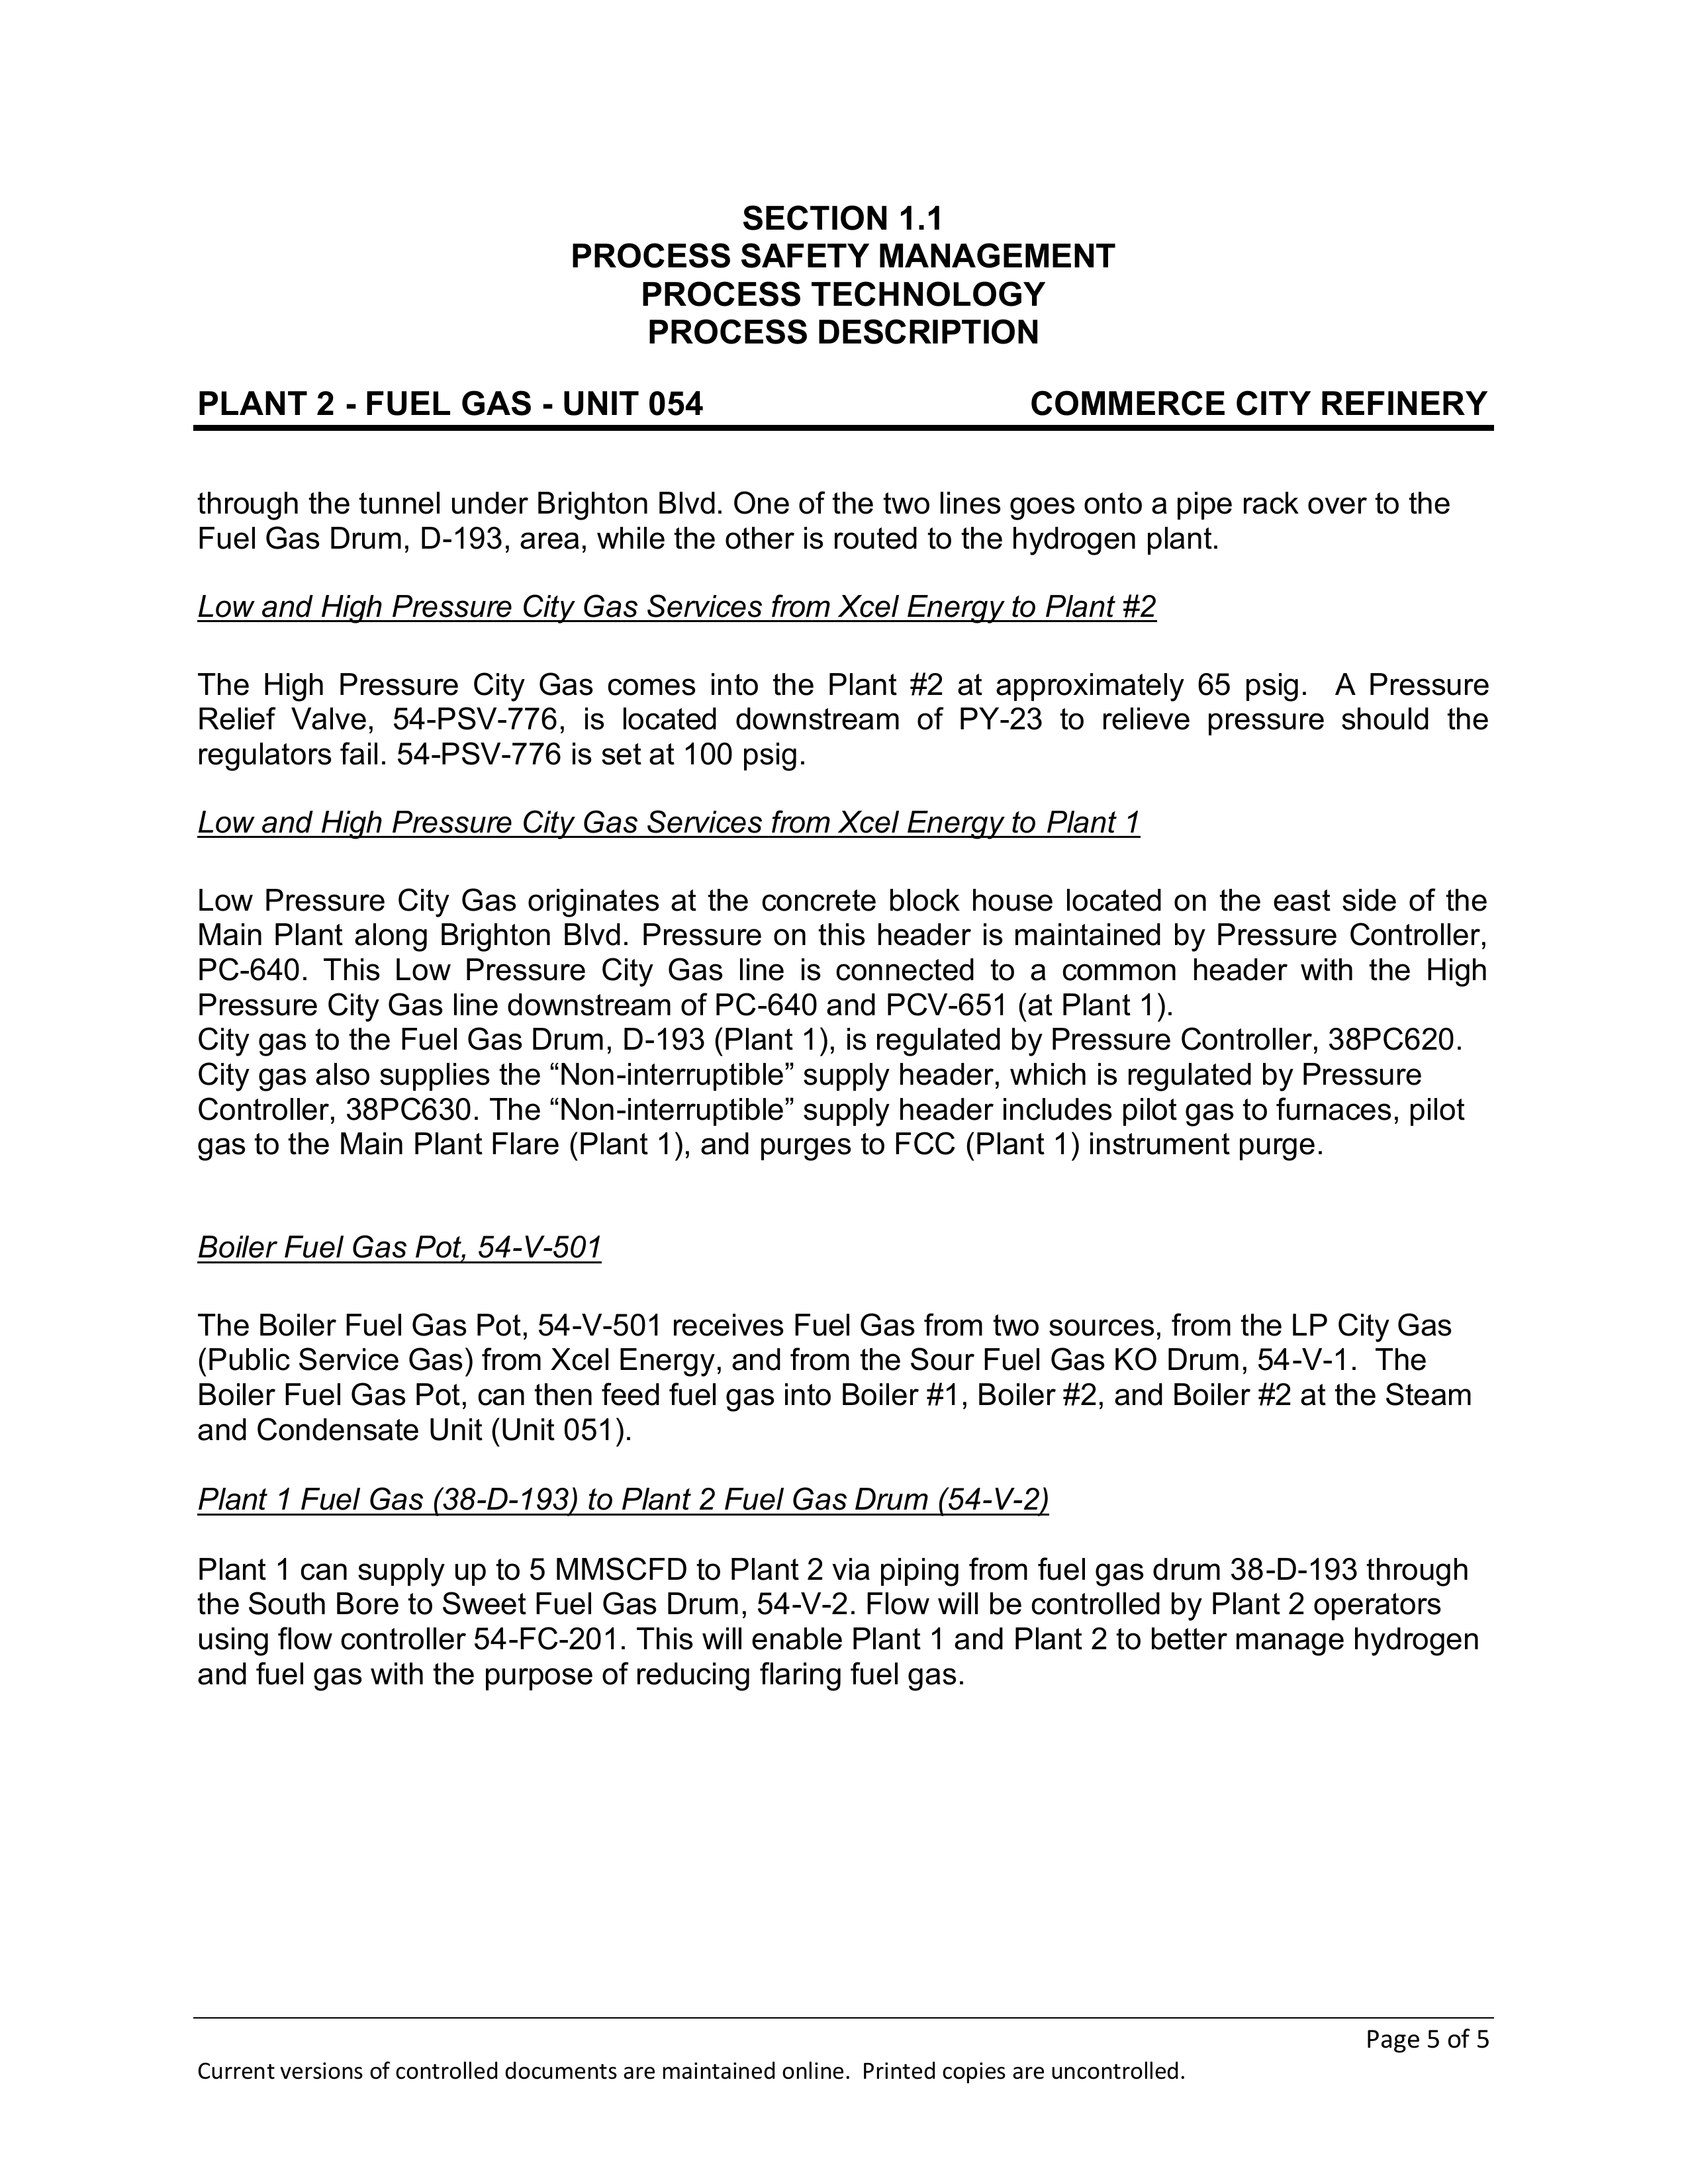 SECTION 1.1
PROCESS SAFETY MANAGEMENT
PROCESS TECHNOLOGY
PROCESS DESCRIPTION
PLANT 2 - FUEL GAS - UNIT 054 COMMERCE CITY REFINERY
through the tunnel under Brighton Blvd. One of the two lines goes onto a pipe rack over to the
Fuel Gas Drum, D-193, area, while the other is routed to the hydrogen plant.
Low and High Pressure City Gas Services from Xcel Energy to Plant #2
The High Pressure City Gas comes into the Plant #2 at approximately 65 psig. A Pressure
Relief Valve, 54-PSV-776, is located downstream of PY-23 to relieve pressure should the
regulators fail. 54-PSV-776 is set at 100 psig.
Low and High Pressure City Gas Services from Xcel Energy to Plant 1
Low Pressure City Gas originates at the concrete block house located on the east side of the
Main Plant along Brighton Blvd. Pressure on this header is maintained by Pressure Controller,
PC-640. This Low Pressure City Gas line is connected to a common header with the High
Pressure City Gas line downstream of PC-640 and PCV-651 (at Plant 1).
City gas to the Fuel Gas Drum, D-193 (Plant 1), is regulated by Pressure Controller, 38PC620.
City gas also supplies the “Non-interruptible” supply header, which is regulated by Pressure
Controller, 38PC630. The “Non-interruptible” supply header includes pilot gas to furnaces, pilot
gas to the Main Plant Flare (Plant 1), and purges to FCC (Plant 1) instrument purge.
Boiler Fuel Gas Pot, 54-V-501
The Boiler Fuel Gas Pot, 54-V-501 receives Fuel Gas from two sources, from the LP City Gas
(Public Service Gas) from Xcel Energy, and from the Sour Fuel Gas KO Drum, 54-V-1. The
Boiler Fuel Gas Pot, can then feed fuel gas into Boiler #1, Boiler #2, and Boiler #2 at the Steam
and Condensate Unit (Unit 051).
Plant 1 Fuel Gas (38-D-193) to Plant 2 Fuel Gas Drum (54-V-2)
Plant 1 can supply up to 5 MMSCFD to Plant 2 via piping from fuel gas drum 38-D-193 through
the South Bore to Sweet Fuel Gas Drum, 54-V-2. Flow will be controlled by Plant 2 operators
using flow controller 54-FC-201. This will enable Plant 1 and Plant 2 to better manage hydrogen
and fuel gas with the purpose of reducing flaring fuel gas.
Page 5 of 5
Current versions of controlled documents are maintained online. Printed copies are uncontrolled.